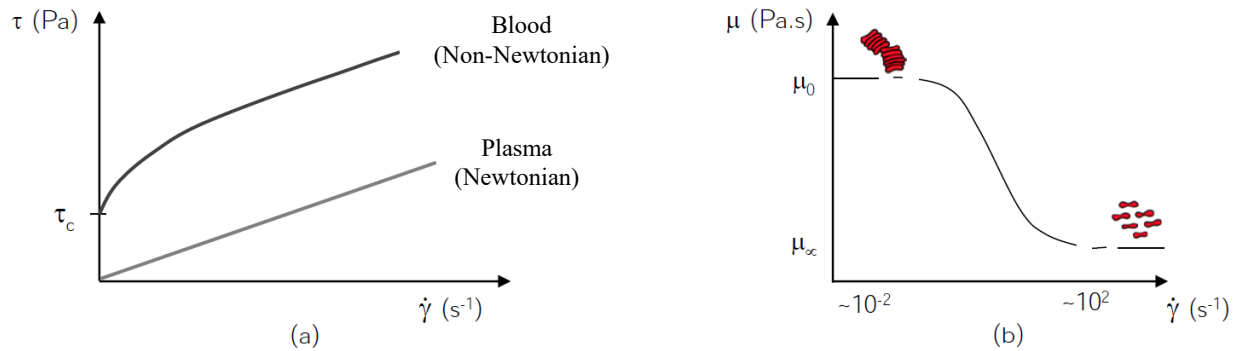 τ (Pa)
Blood
(Non-Newtonian)
Plasma
(Newtonian)
τc
γ̇ (s-1)
(a)
μ (Pa.s)
μ0
μ∞
~10-2
~102
γ̇ (s-1)
(b)